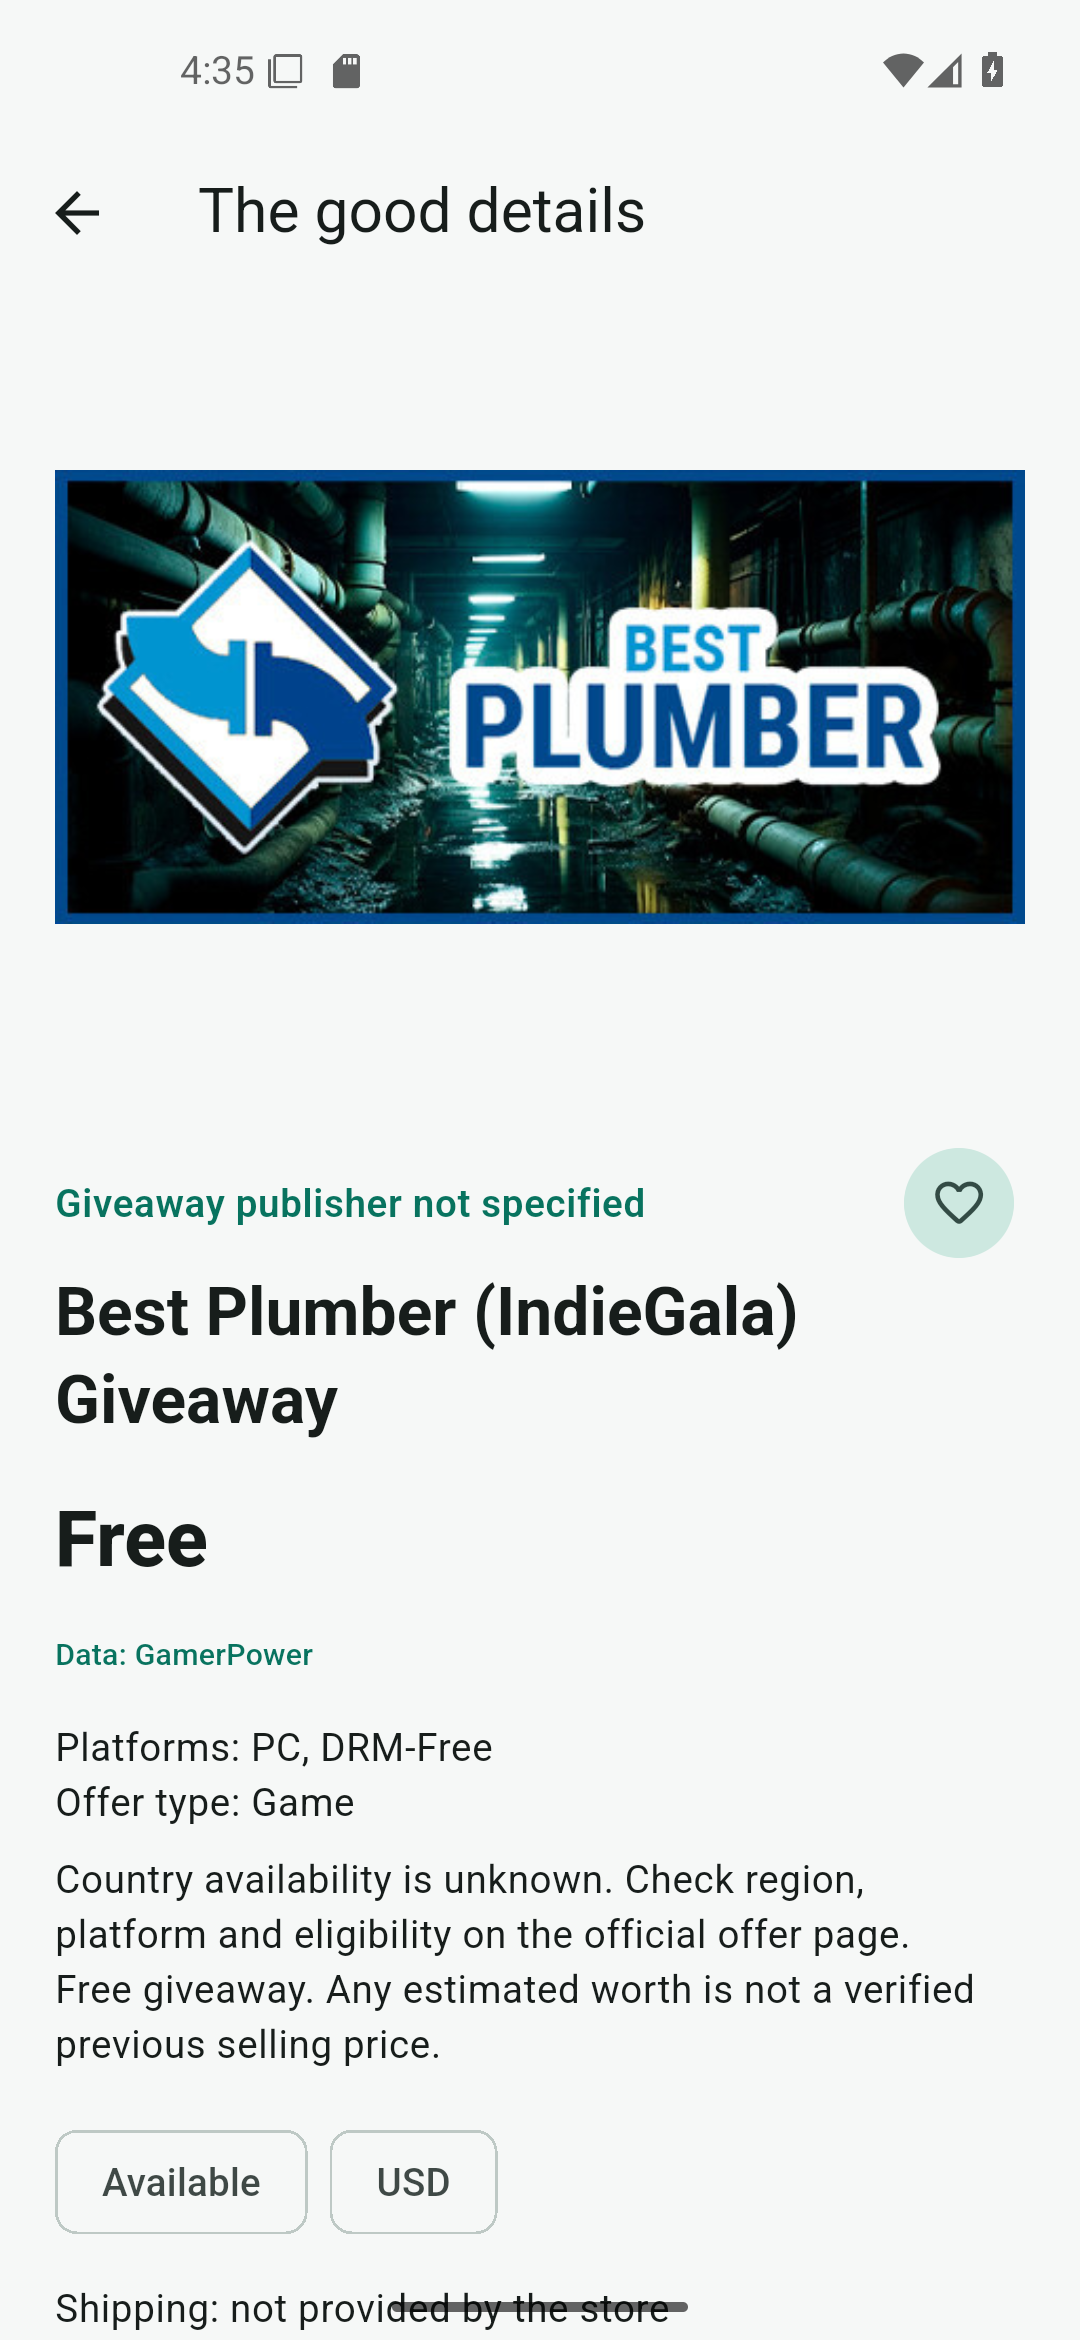 4:35
The good details
BEST
PLUMBER
Giveaway publisher not specified
Best Plumber (IndieGala)
Giveaway
Free
Data: GamerPower
Platforms: PC, DRM-Free
Offer type: Game
Country availability is unknown. Check region,
platform and eligibility on the official offer page.
Free giveaway. Any estimated worth is not a verified
previous selling price.
Available
USD
Shipping: not provided by the store